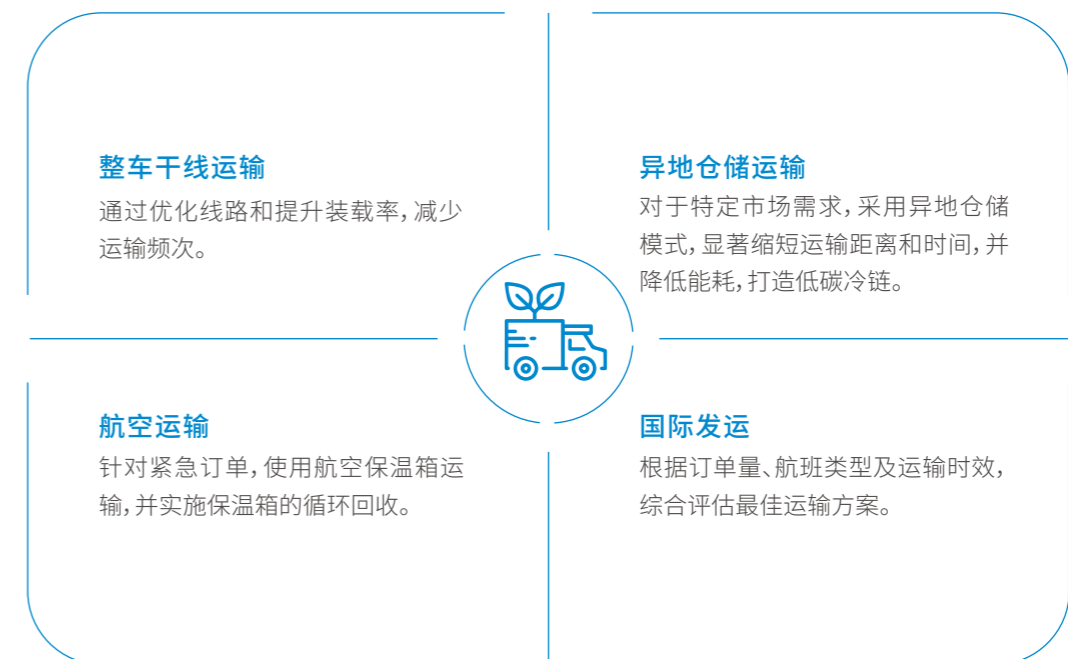 整车干线运输
通过优化线路和提升装载率，减少
运输频次。
异地仓储运输
对于特定市场需求，采用异地仓储
模式，显著缩短运输距离和时间，并
降低能耗，打造低碳冷链。
航空运输
针对紧急订单，使用航空保温箱运
输，并实施保温箱的循环回收。
国际发运
根据订单量、航班类型及运输时效，
综合评估最佳运输方案。